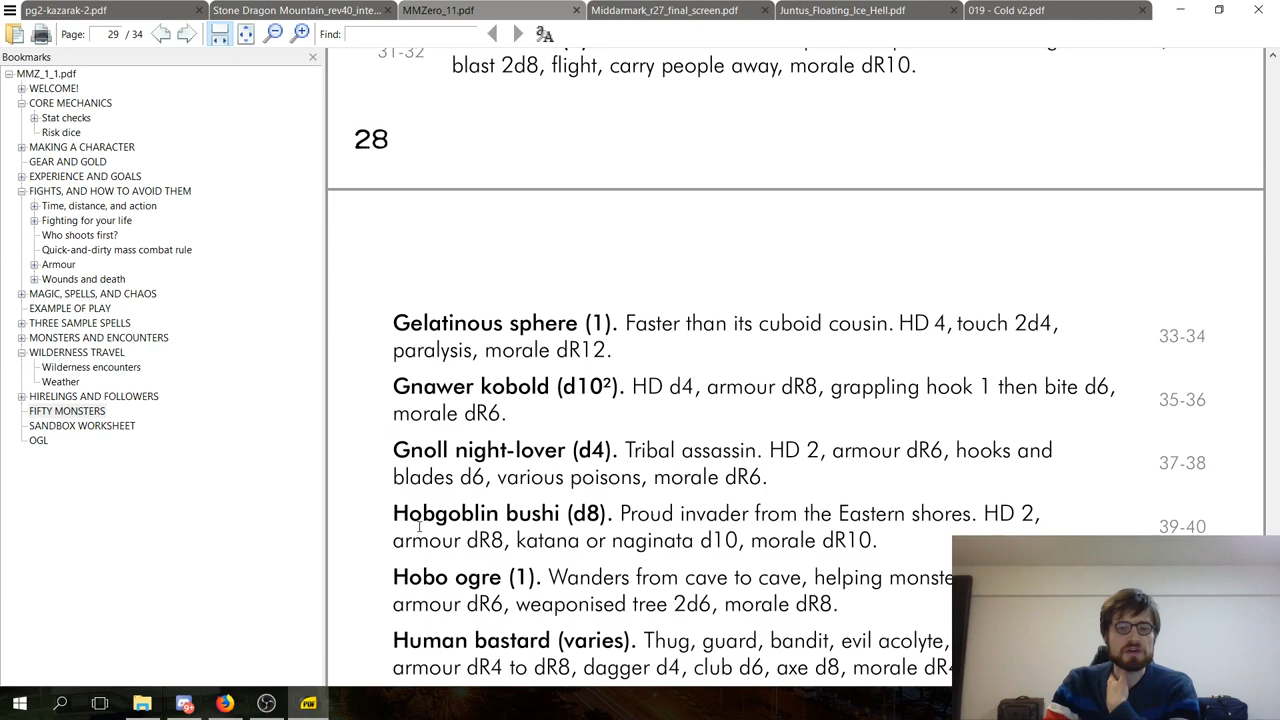 pg2-kazarak-2.pdf
Stone Dragon Mountain_rev40_inte...
MMZero_11.pdf
Middarmark_r27_final_screen.pdf
Juntus_Floating_Ice_Hell.pdf
019 - Cold v2.pdf
Page: 29 / 34
Find:
Bookmarks
MMZ_1_1.pdf
WELCOME!
CORE MECHANICS
Stat checks
Risk dice
MAKING A CHARACTER
GEAR AND GOLD
EXPERIENCE AND GOALS
FIGHTS, AND HOW TO AVOID THEM
Time, distance, and action
Fighting for your life
Who shoots first?
Quick-and-dirty mass combat rule
Armour
Wounds and death
MAGIC, SPELLS, AND CHAOS
EXAMPLE OF PLAY
THREE SAMPLE SPELLS
MONSTERS AND ENCOUNTERS
WILDERNESS TRAVEL
Wilderness encounters
Weather
HIRELINGS AND FOLLOWERS
FIFTY MONSTERS
SANDBOX WORKSHEET
OGL
31-32
blast 2d8, flight, carry people away, morale dR10.
28
Gelatinous sphere (1). Faster than its cuboid cousin. HD 4, touch 2d4,
paralysis, morale dR12.
33-34
Gnawer kobold (d10²). HD d4, armour dR8, grappling hook 1 then bite d6,
morale dR6.
35-36
Gnoll night-lover (d4). Tribal assassin. HD 2, armour dR6, hooks and
blades d6, various poisons, morale dR6.
37-38
Hobgoblin bushi (d8). Proud invader from the Eastern shores. HD 2,
armour dR8, katana or naginata d10, morale dR10.
39-40
Hobo ogre (1). Wanders from cave to cave, helping monste
armour dR6, weaponised tree 2d6, morale dR8.
Human bastard (varies). Thug, guard, bandit, evil acolyte,
armour dR4 to dR8, dagger d4, club d6, axe d8, morale dR4